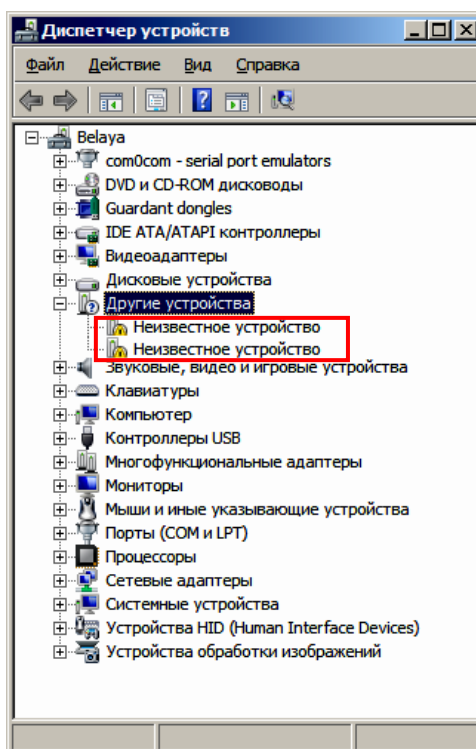 Диспетчер устройств
Файл Действие Вид Справка
Belaya
com0com - serial port emulators
DVD и CD-ROM дисководы
Guardant dongles
IDE ATA/ATAPI контроллеры
Видеоадаптеры
Дисковые устройства
Другие устройства
Неизвестное устройство
Неизвестное устройство
Звуковые, видео и игровые устройства
Клавиатуры
Компьютер
Контроллеры USB
Многофункциональные адаптеры
Мониторы
Мыши и иные указывающие устройства
Порты (COM и LPT)
Процессоры
Сетевые адаптеры
Системные устройства
Устройства HID (Human Interface Devices)
Устройства обработки изображений